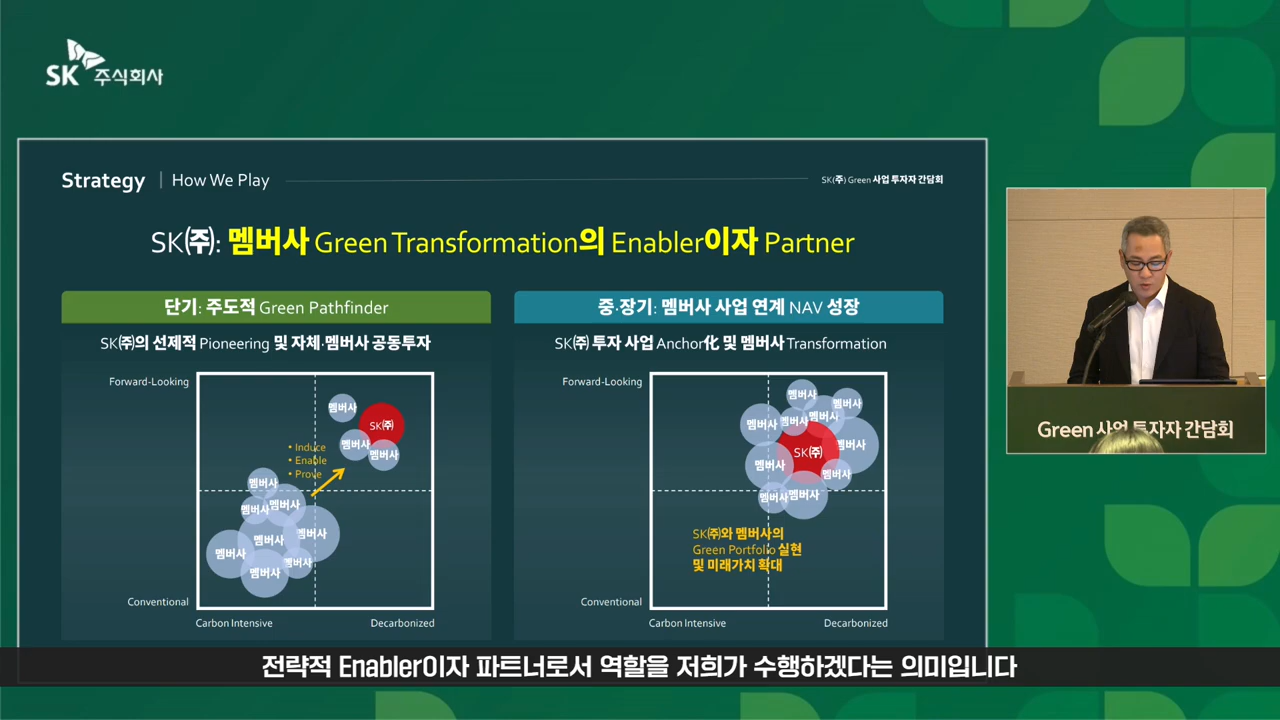 SK 주식회사
Strategy | How We Play
SK(주) Green 사업 투자자 간담회
SK㈜: 멤버사 Green Transformation의 Enabler이자 Partner
단기: 주도적 Green Pathfinder
SK㈜의 선제적 Pioneering 및 자체·멤버사 공동투자
Forward-Looking
멤버사
SK㈜
멤버사
멤버사
• Induce
• Enable
• Prove
멤버사
멤버사
멤버사
멤버사
멤버사
멤버사
멤버사
멤버사
Conventional
Carbon Intensive
Decarbonized
중·장기: 멤버사 사업 연계 NAV 성장
SK㈜ 투자 사업 Anchor化 및 멤버사 Transformation
Forward-Looking
멤버사
멤버사
멤버사
멤버사
멤버사
멤버사
SK㈜
멤버사
멤버사
멤버사
멤버사
SK㈜와 멤버사의
Green Portfolio 실현
및 미래가치 확대
Conventional
Carbon Intensive
Decarbonized
Green 사업 투자자 간담회
전략적 Enabler이자 파트너로서 역할을 저희가 수행하겠다는 의미입니다